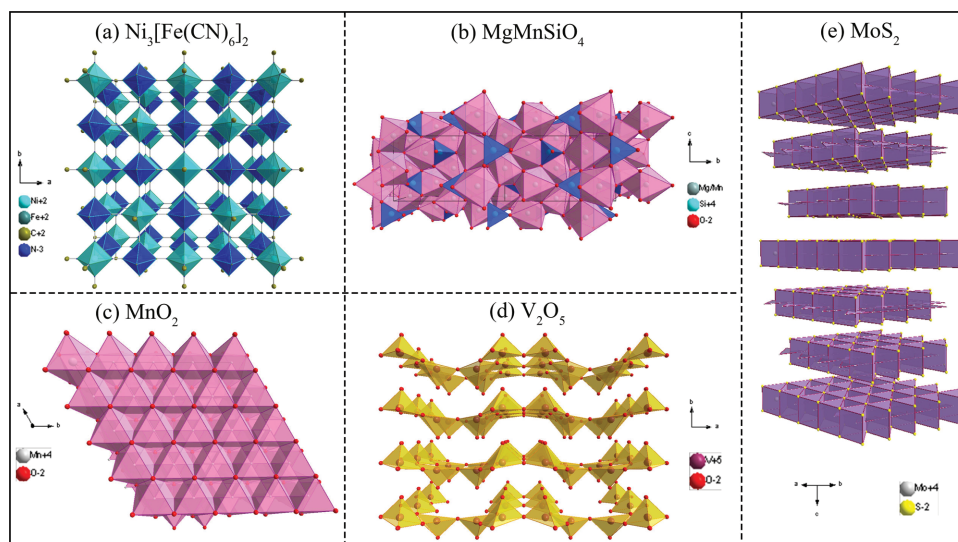 (a) Ni3[Fe(CN)6]2
b
a
Ni+2
Fe+2
C+2
N-3
(b) MgMnSiO4
c
b
Mg/Mn
Si+4
O-2
(c) MnO2
a
b
Mn+4
O-2
(d) V2O5
b
a
V+5
O-2
(e) MoS2
a
b
c
Mo+4
S-2